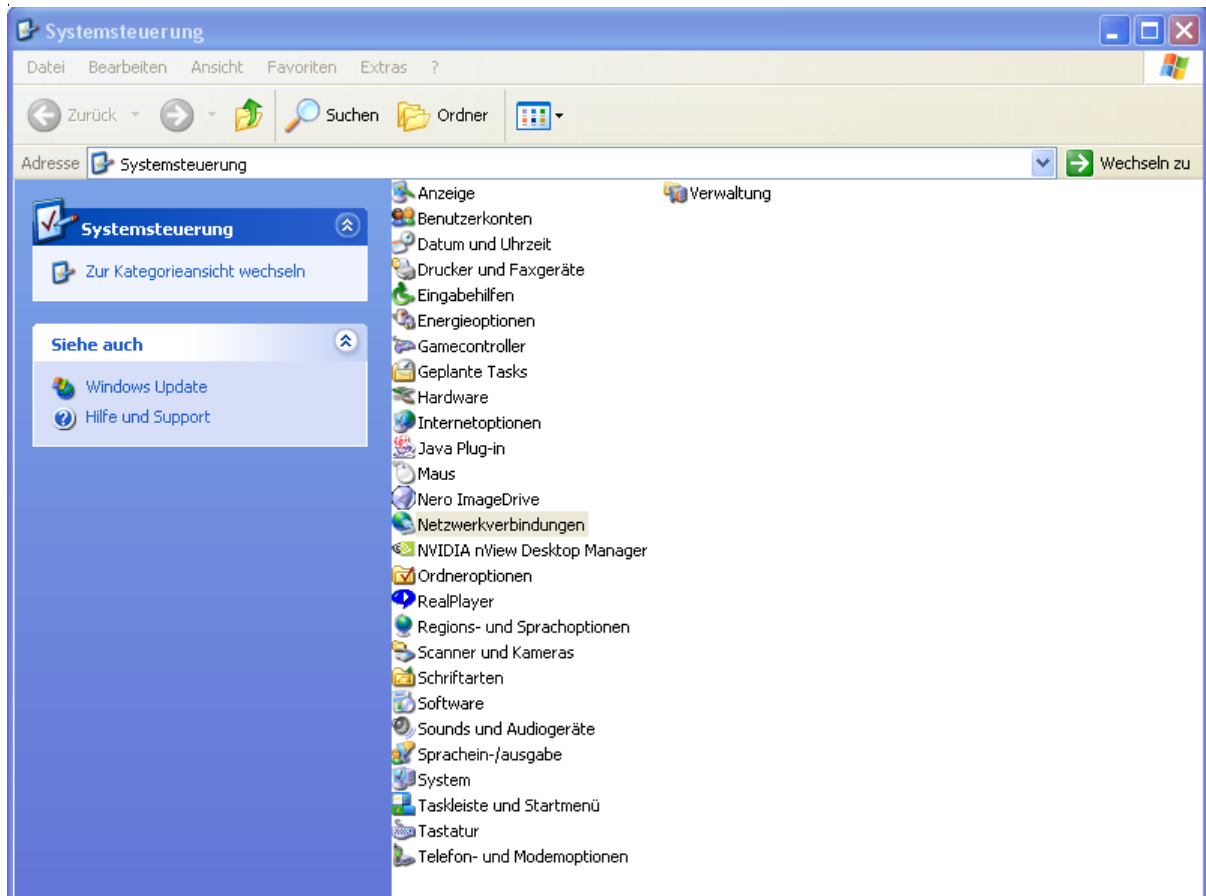 Systemsteuerung
Datei Bearbeiten Ansicht Favoriten Extras ?
Zurück Suchen Ordner
Adresse Systemsteuerung Wechseln zu
Systemsteuerung
Zur Kategorieansicht wechseln
Siehe auch
Windows Update
Hilfe und Support
Anzeige
Benutzerkonten
Datum und Uhrzeit
Drucker und Faxgeräte
Eingabehilfen
Energieoptionen
Gamecontroller
Geplante Tasks
Hardware
Internetoptionen
Java Plug-in
Maus
Nero ImageDrive
Netzwerkverbindungen
NVIDIA nView Desktop Manager
Ordneroptionen
RealPlayer
Regions- und Sprachoptionen
Scanner und Kameras
Schriftarten
Software
Sounds und Audiogeräte
Sprachein-/ausgabe
System
Taskleiste und Startmenü
Tastatur
Telefon- und Modemoptionen
Verwaltung